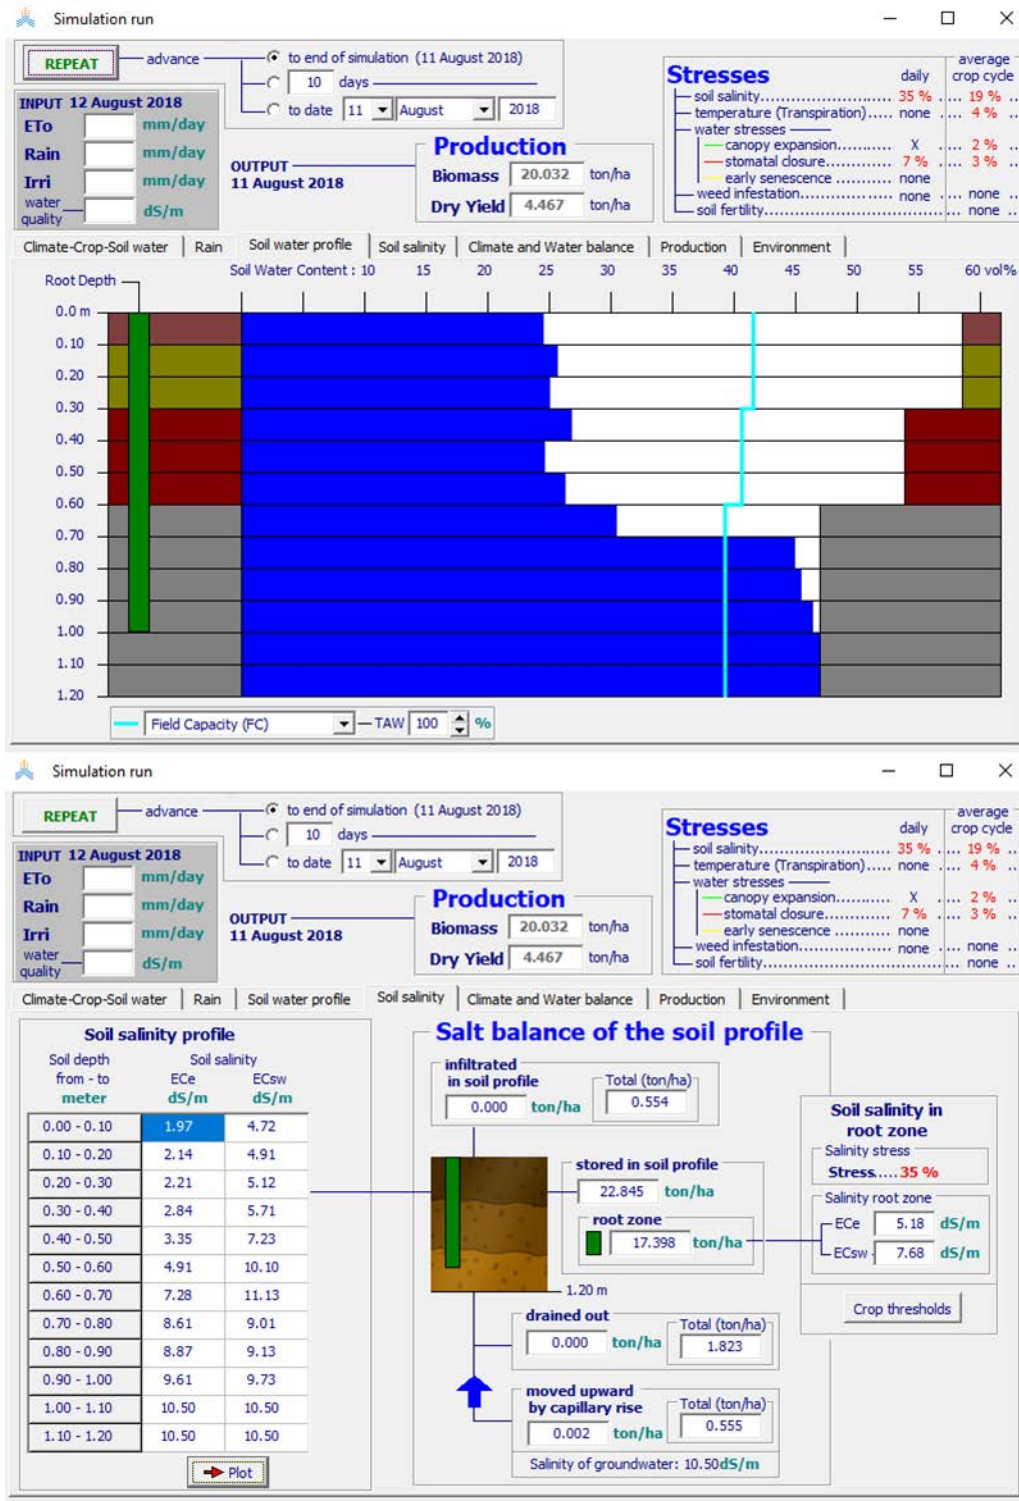 Simulation run
REPEAT advance to end of simulation (11 August 2018)
10 days
to date 11 August 2018
INPUT 12 August 2018
ETo mm/day
Rain mm/day
Irri mm/day
water quality dS/m
OUTPUT
11 August 2018
Production
Biomass 20.032 ton/ha
Dry Yield 4.467 ton/ha
average
Stresses daily crop cycle
soil salinity 35 % 19 %
temperature (Transpiration) none 4 %
water stresses
canopy expansion X 2 %
stomatal closure 7 % 3 %
early senescence none
weed infestation none none
soil fertility none
Climate-Crop-Soil water Rain Soil water profile Soil salinity Climate and Water balance Production Environment
Root Depth Soil Water Content : 10 15 20 25 30 35 40 45 50 55 60 vol%
0.0 m
0.10
0.20
0.30
0.40
0.50
0.60
0.70
0.80
0.90
1.00
1.10
1.20
Field Capacity (FC) TAW 100 %
Simulation run
REPEAT advance to end of simulation (11 August 2018)
10 days
to date 11 August 2018
INPUT 12 August 2018
ETo mm/day
Rain mm/day
Irri mm/day
water quality dS/m
OUTPUT
11 August 2018
Production
Biomass 20.032 ton/ha
Dry Yield 4.467 ton/ha
average
Stresses daily crop cycle
soil salinity 35 % 19 %
temperature (Transpiration) none 4 %
water stresses
canopy expansion X 2 %
stomatal closure 7 % 3 %
early senescence none
weed infestation none none
soil fertility none
Climate-Crop-Soil water Rain Soil water profile Soil salinity Climate and Water balance Production Environment
Soil salinity profile
Soil depth Soil salinity
from - to ECe ECsw
meter dS/m dS/m
0.00 - 0.10 1.97 4.72
0.10 - 0.20 2.14 4.91
0.20 - 0.30 2.21 5.12
0.30 - 0.40 2.84 5.71
0.40 - 0.50 3.35 7.23
0.50 - 0.60 4.91 10.10
0.60 - 0.70 7.28 11.13
0.70 - 0.80 8.61 9.01
0.80 - 0.90 8.87 9.13
0.90 - 1.00 9.61 9.73
1.00 - 1.10 10.50 10.50
1.10 - 1.20 10.50 10.50
Plot
Salt balance of the soil profile
infiltrated
in soil profile Total (ton/ha)
0.000 ton/ha 0.554
stored in soil profile
22.845 ton/ha
root zone
17.398 ton/ha
1.20 m
drained out Total (ton/ha)
0.000 ton/ha 1.823
moved upward
by capillary rise Total (ton/ha)
0.002 ton/ha 0.555
Salinity of groundwater: 10.50dS/m
Soil salinity in
root zone
Salinity stress
Stress.....35 %
Salinity root zone
ECe 5.18 dS/m
ECsw 7.68 dS/m
Crop thresholds